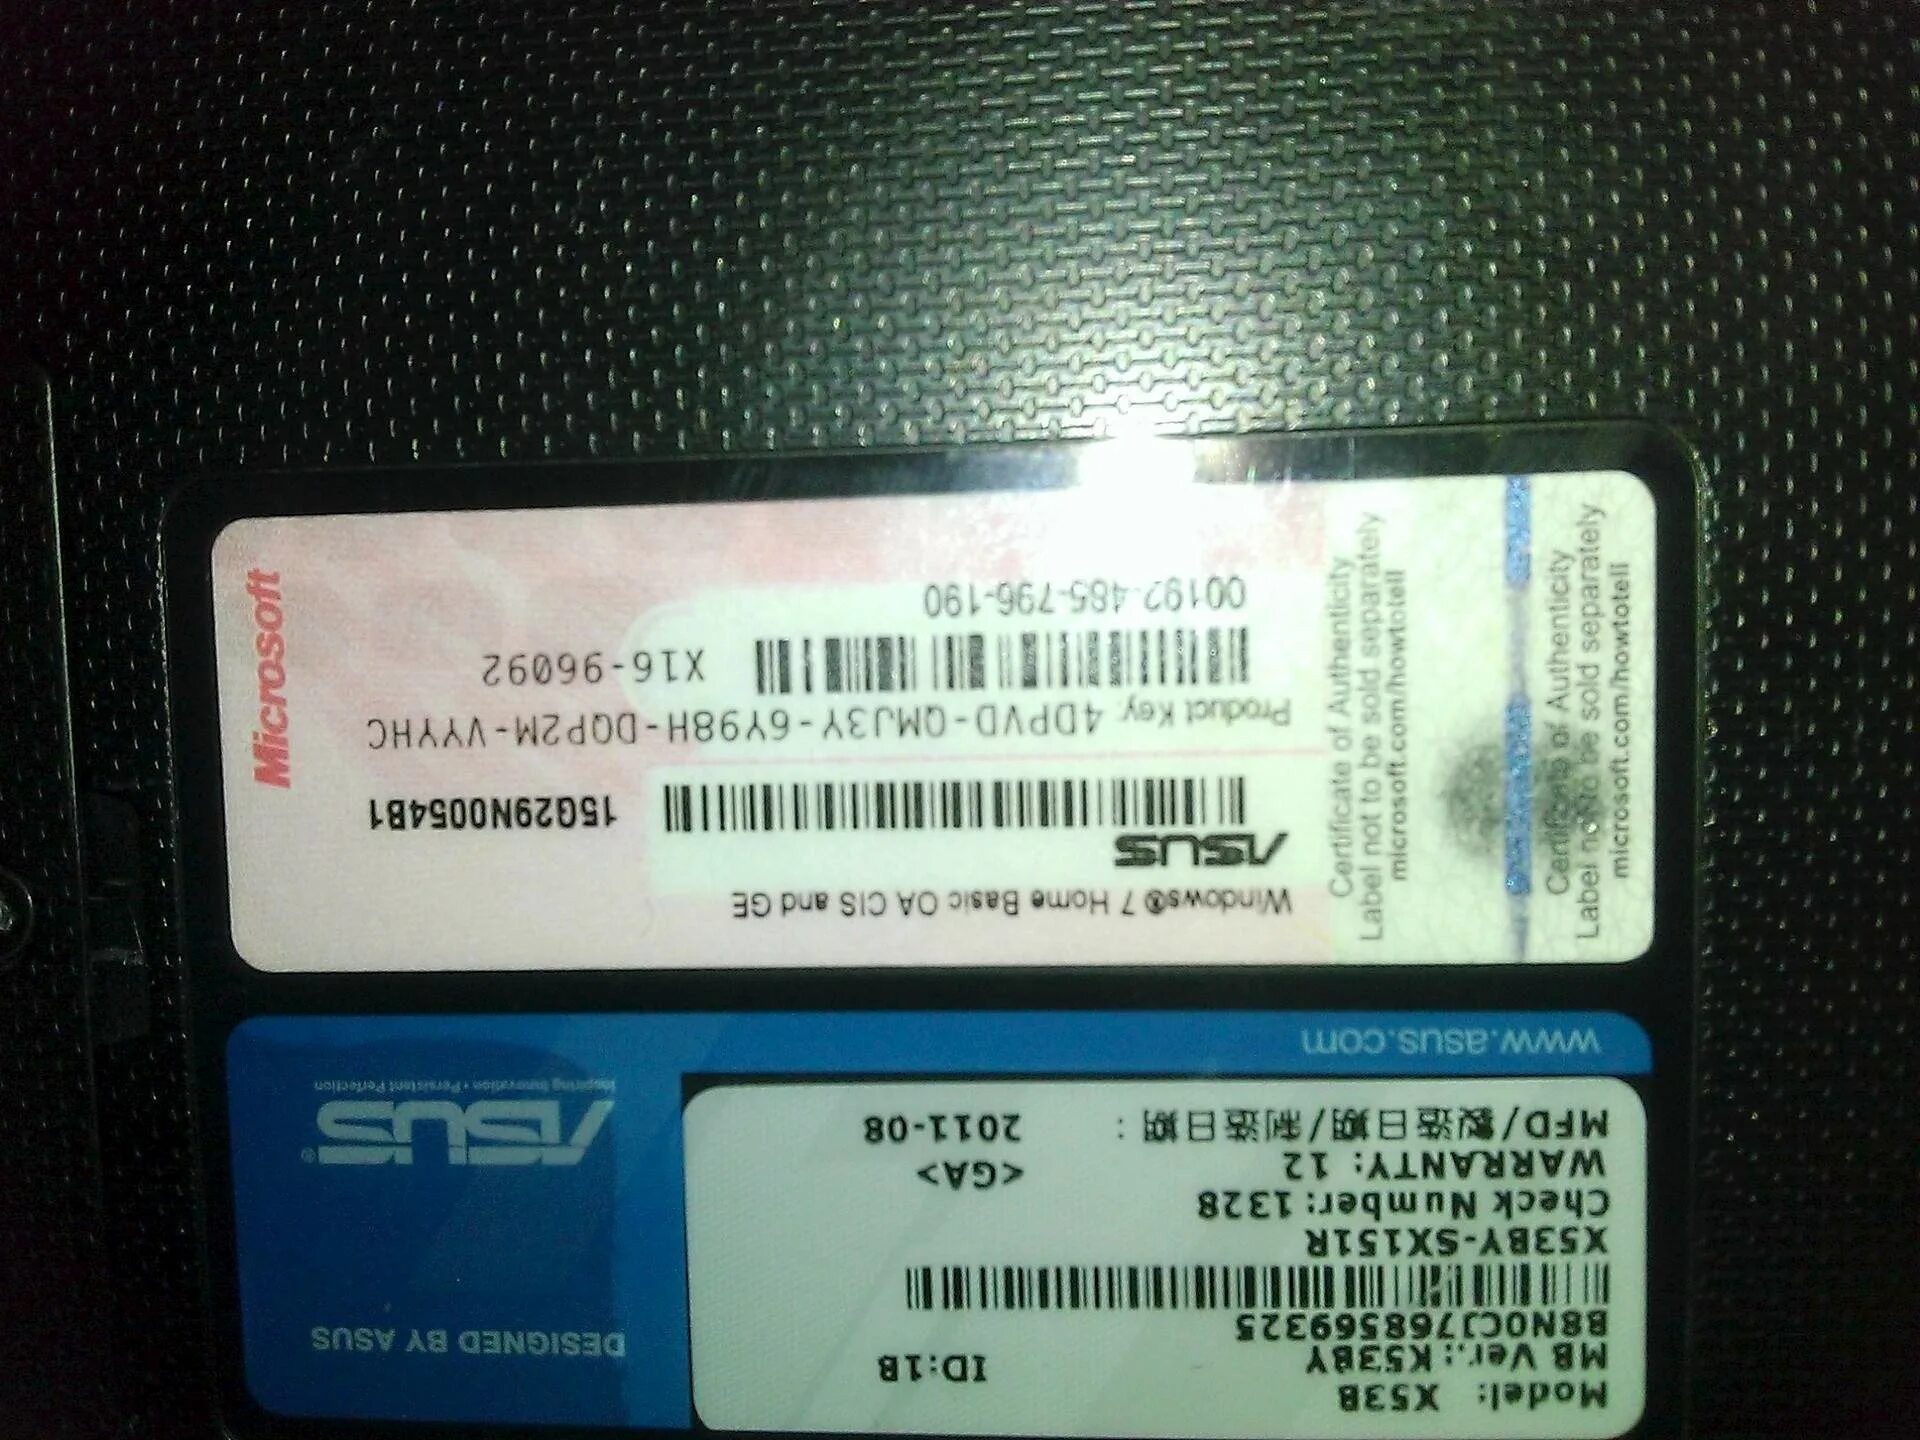 Model: X53B
MB Ver.: K53BY ID:1B
B8N0CJ768569325
X53BY-SX151R
Check Number: 1328
WARRANTY: 12 <GA>
MFD/製造日期/制造日期: 2011-08
DESIGNED BY ASUS
ASUS®
Inspiring Innovation • Persistent Perfection
www.asus.com
Windows® 7 Home Basic OA CIS and GE
ASUS
15G29N0054B1
Product Key: 4DPVD-QMJ3Y-6Y98H-DQP2M-VYYHC
X16-96092
00192-485-796-190
Microsoft
Certificate of Authenticity
Label not to be sold separately
microsoft.com/howtotell
Certificate of Authenticity
Label not to be sold separately
microsoft.com/howtotell